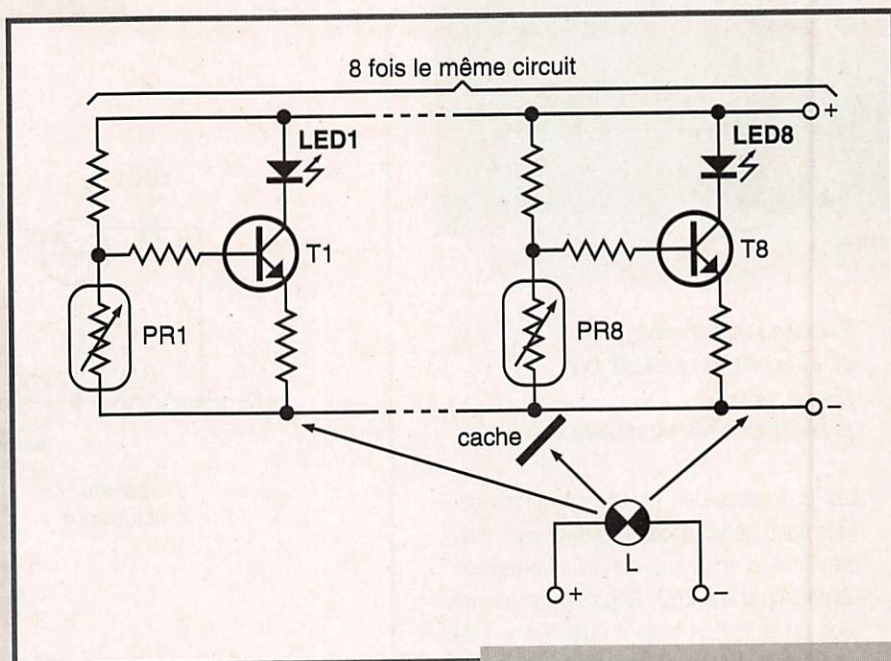 8 fois le même circuit
+
LED1
LED8
T1
T8
PR1
PR8
cache
–
L
+
–